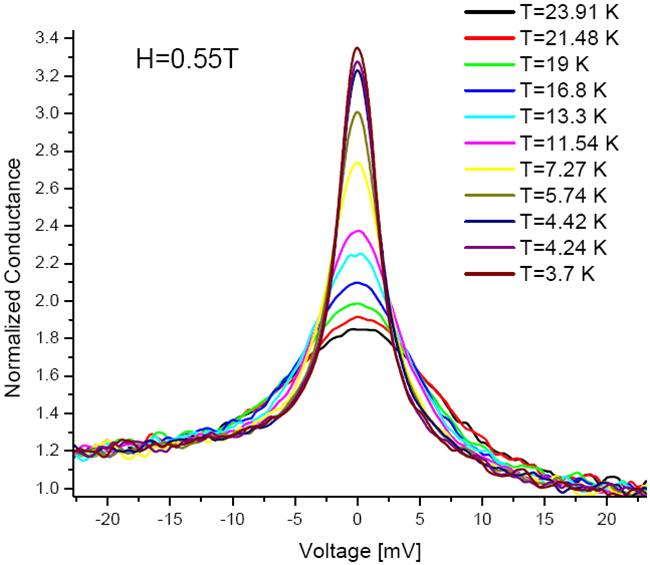 T=23.91 K
T=21.48 K
T=19 K
T=16.8 K
T=13.3 K
T=11.54 K
T=7.27 K
T=5.74 K
T=4.42 K
T=4.24 K
T=3.7 K
H=0.55T
3.4
3.2
3.0
2.8
2.6
2.4
2.2
2.0
1.8
1.6
1.4
1.2
1.0
Normalized Conductance
-20 -15 -10 -5 0 5 10 15 20
Voltage [mV]